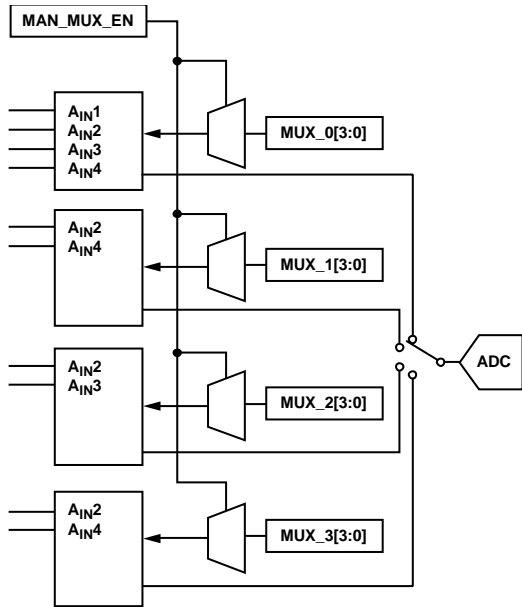 MAN_MUX_EN
AIN1
AIN2
AIN3
AIN4
MUX_0[3:0]
AIN2
AIN4
MUX_1[3:0]
ADC
AIN2
AIN3
MUX_2[3:0]
AIN2
AIN4
MUX_3[3:0]